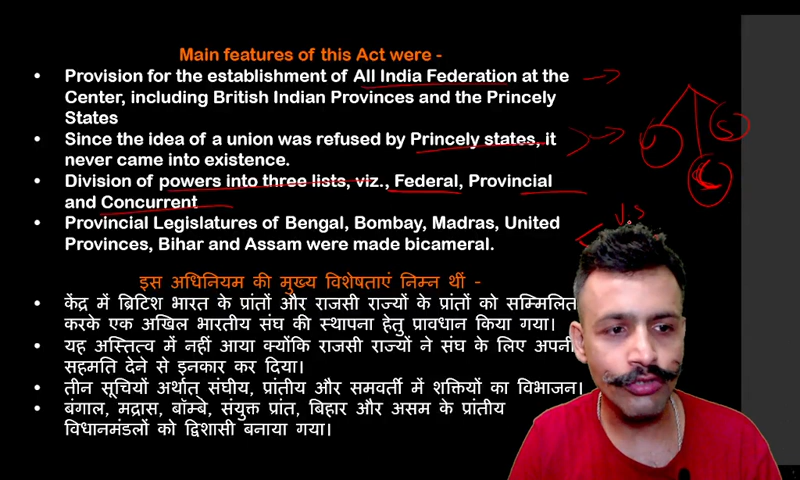 Main features of this Act were -
• Provision for the establishment of All India Federation at the
Center, including British Indian Provinces and the Princely
States
• Since the idea of a union was refused by Princely states, it
never came into existence.
• Division of powers into three lists, viz., Federal, Provincial
and Concurrent
• Provincial Legislatures of Bengal, Bombay, Madras, United
Provinces, Bihar and Assam were made bicameral.
इस अधिनियम की मुख्य विशेषताएं निम्न थीं -
• केंद्र में ब्रिटिश भारत के प्रांतों और राजसी राज्यों के प्रांतों को सम्मिलित
करके एक अखिल भारतीय संघ की स्थापना हेतु प्रावधान किया गया।
• यह अस्तित्व में नहीं आया क्योंकि राजसी राज्यों ने संघ के लिए अपनी
सहमति देने से इनकार कर दिया।
• तीन सूचियों अर्थात् संघीय, प्रांतीय और समवर्ती में शक्तियों का विभाजन।
• बंगाल, मद्रास, बॉम्बे, संयुक्त प्रांत, बिहार और असम के प्रांतीय
विधानमंडलों को द्विशासी बनाया गया।